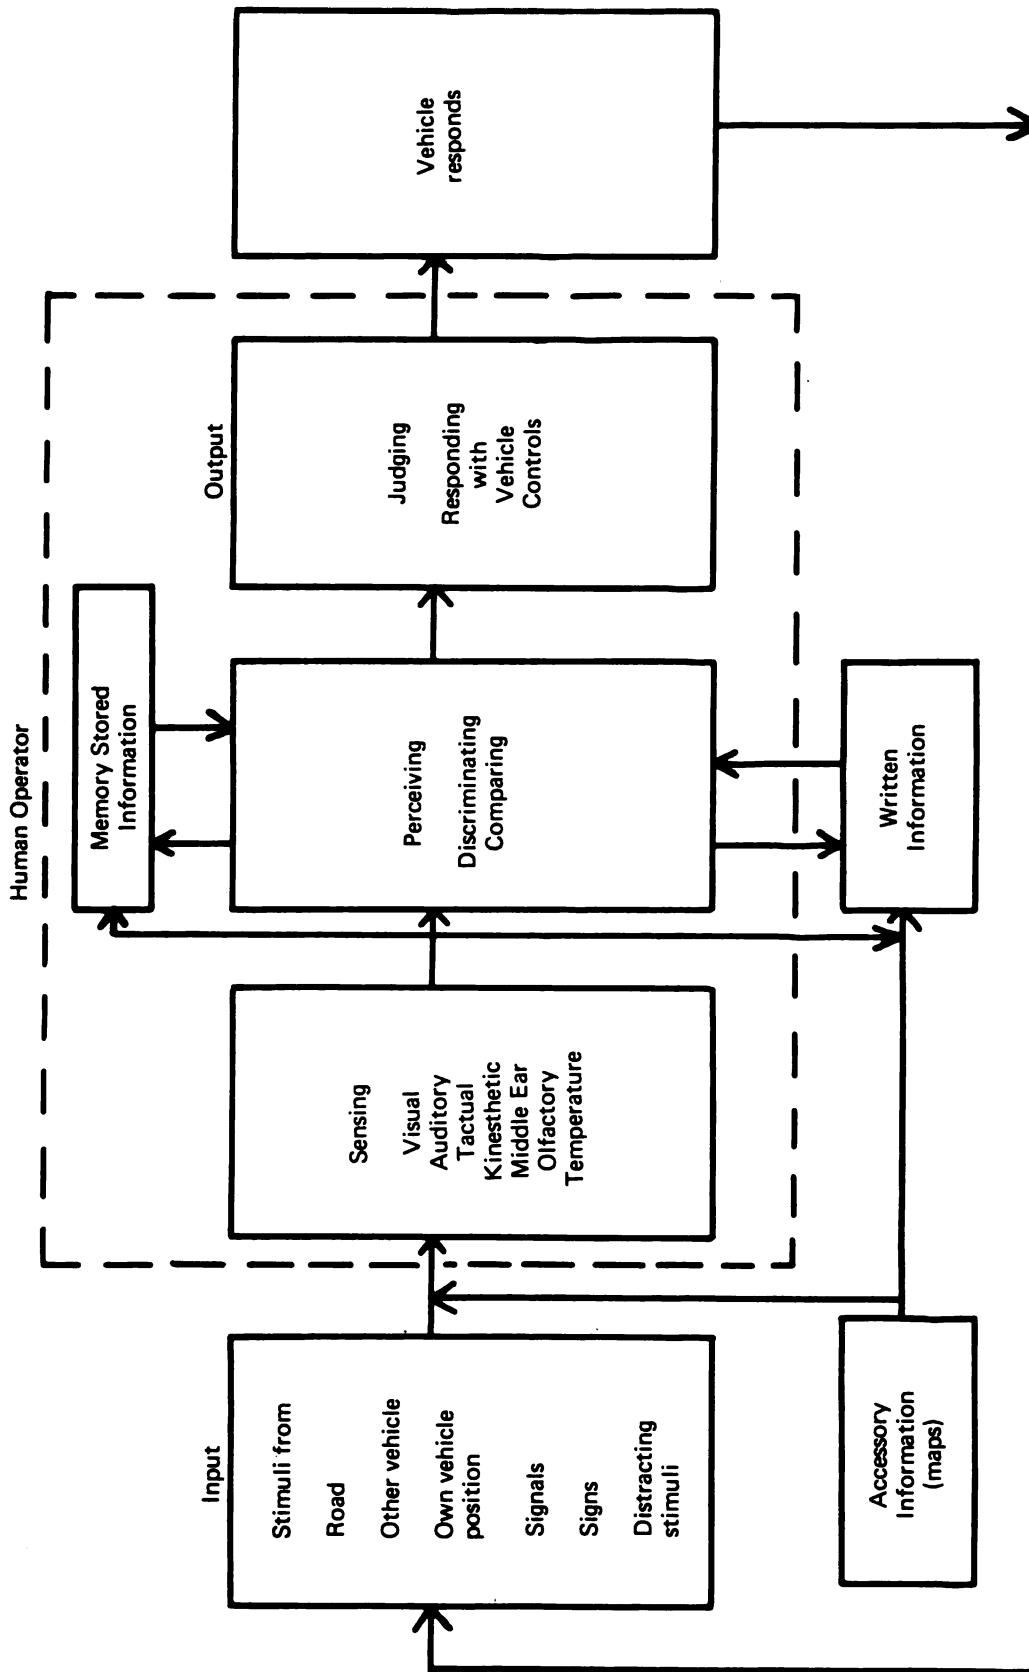 Human Operator
Input
Stimuli from
Road
Other vehicle
Own vehicle
position
Signals
Signs
Distracting
stimuli
Sensing
Visual
Auditory
Tactual
Kinesthetic
Middle Ear
Olfactory
Temperature
Memory Stored
Information
Perceiving
Discriminating
Comparing
Output
Judging
Responding
with
Vehicle
Controls
Vehicle
responds
Accessory
Information
(maps)
Written
Information